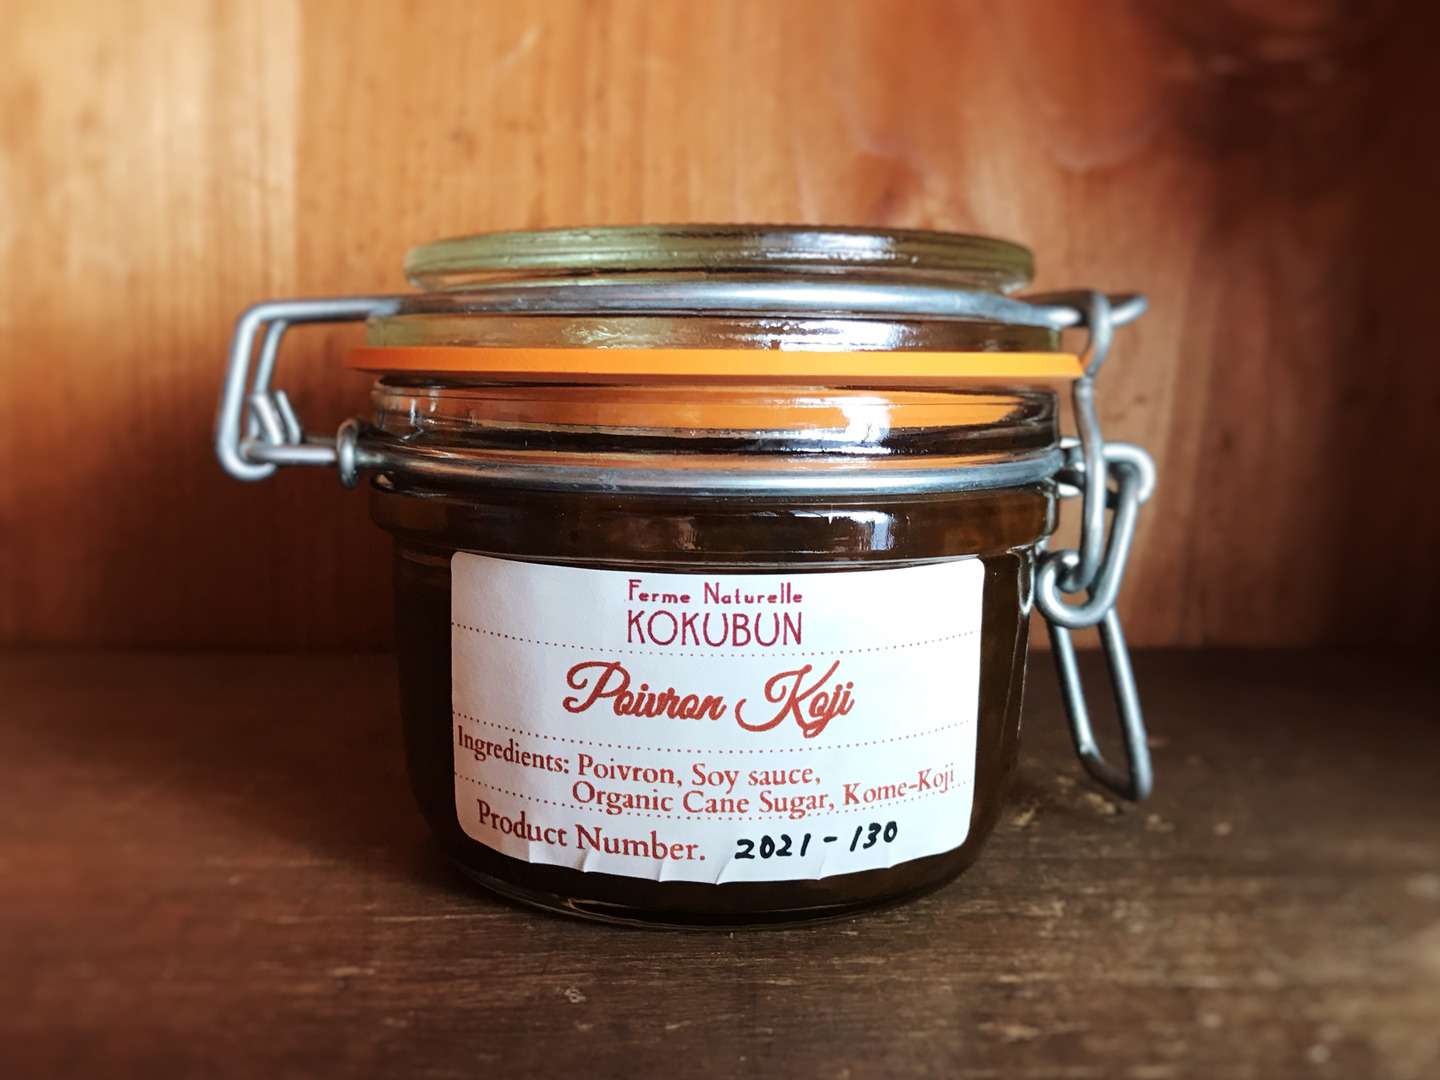 Ferme Naturelle
KOKUBUN
Poivron Koji
Ingredients: Poivron, Soy sauce,
Organic Cane Sugar, Kome-Koji
Product Number. 2021-130